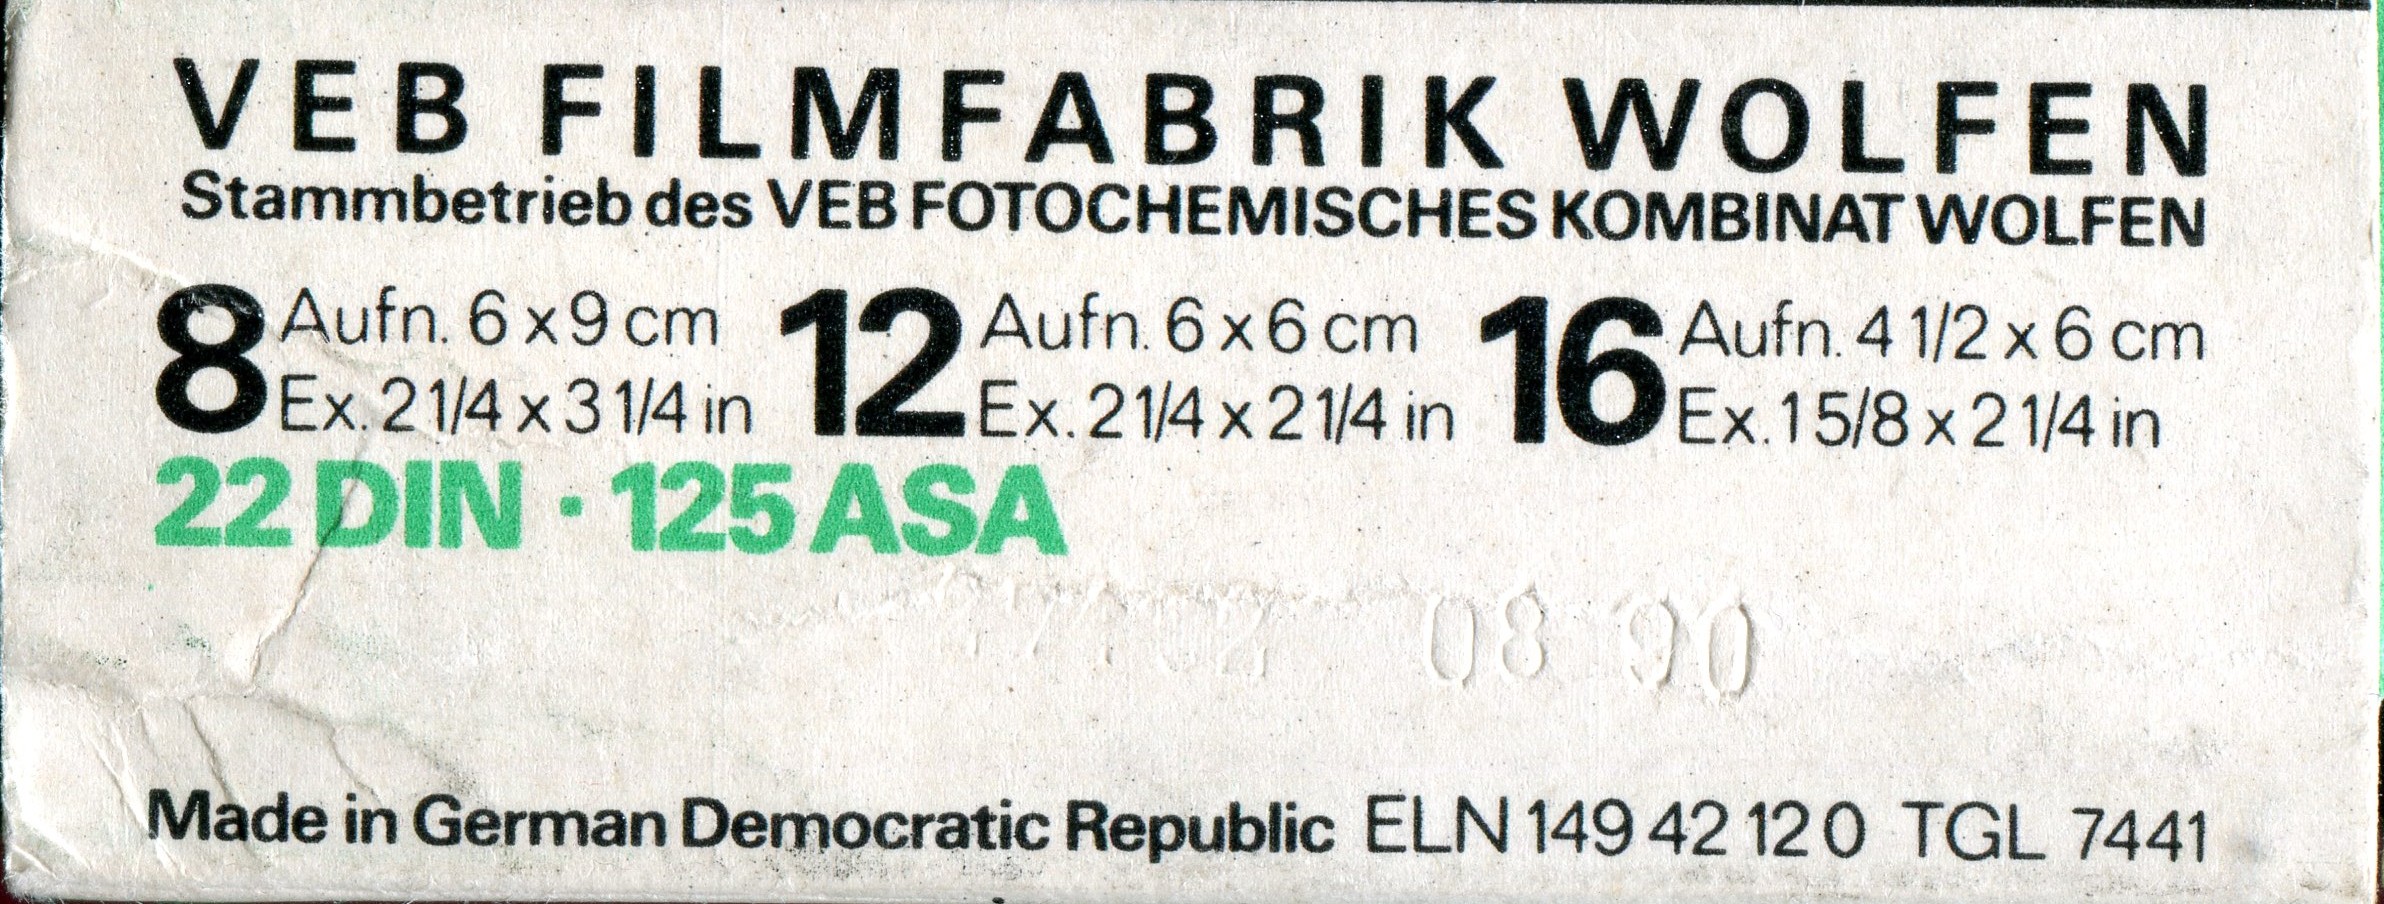 VEB FILMFABRIK WOLFEN
Stammbetrieb des VEB FOTOCHEMISCHES KOMBINAT WOLFEN
8 Aufn. 6 x 9 cm 12 Aufn. 6 x 6 cm 16 Aufn. 4 1/2 x 6 cm
Ex. 2 1/4 x 3 1/4 in Ex. 2 1/4 x 2 1/4 in Ex. 1 5/8 x 2 1/4 in
22 DIN · 125 ASA
08 90
Made in German Democratic Republic ELN 149 42 120 TGL 7441